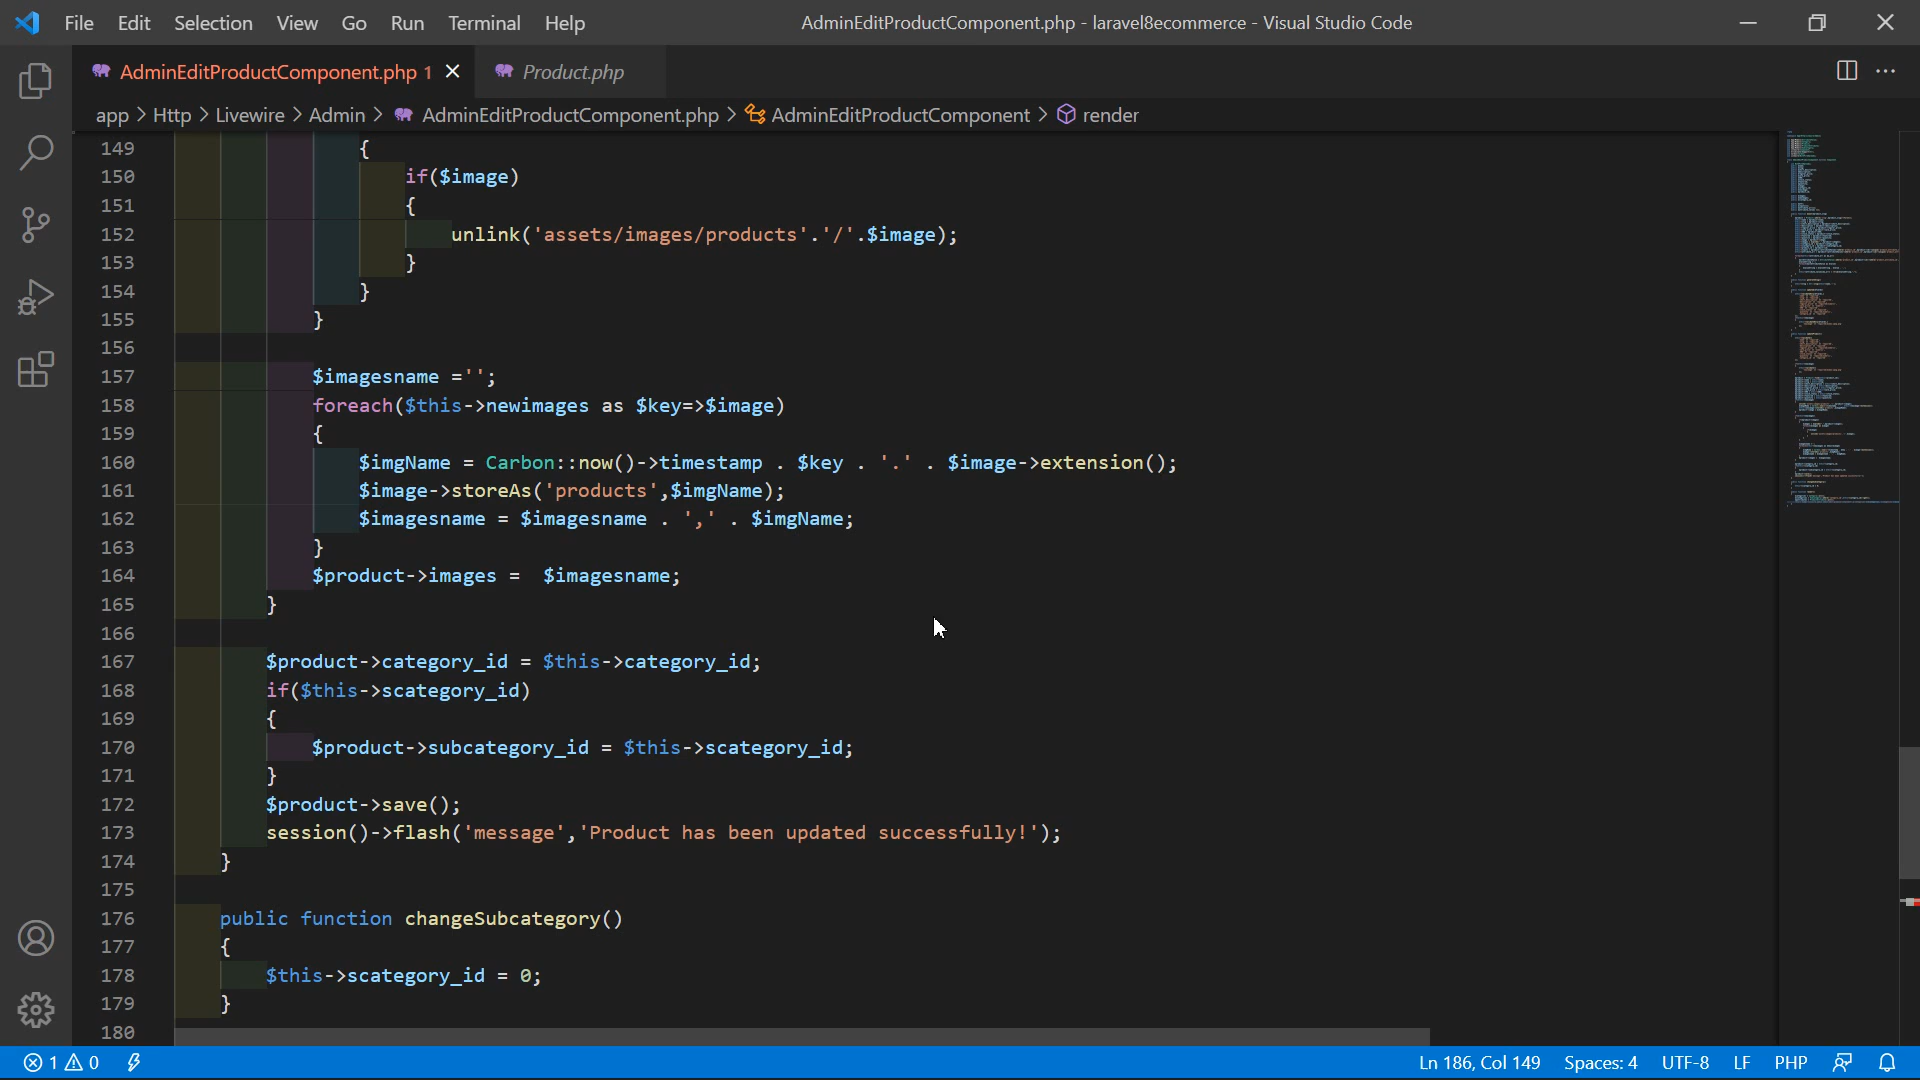 File Edit Selection View Go Run Terminal Help
AdminEditProductComponent.php - laravel8ecommerce - Visual Studio Code
AdminEditProductComponent.php 1
Product.php
app > Http > Livewire > Admin > AdminEditProductComponent.php > AdminEditProductComponent > render
149 {
150 if($image)
151 {
152 unlink('assets/images/products'.'/'.$image);
153 }
154 }
155 }
156
157 $imagesname ='';
158 foreach($this->newimages as $key=>$image)
159 {
160 $imgName = Carbon::now()->timestamp . $key . '.' . $image->extension();
161 $image->storeAs('products',$imgName);
162 $imagesname = $imagesname . ',' . $imgName;
163 }
164 $product->images =  $imagesname;
165 }
166
167 $product->category_id = $this->category_id;
168 if($this->scategory_id)
169 {
170 $product->subcategory_id = $this->scategory_id;
171 }
172 $product->save();
173 session()->flash('message','Product has been updated successfully!');
174 }
175
176 public function changeSubcategory()
177 {
178 $this->scategory_id = 0;
179 }
180
1 0
Ln 186, Col 149 Spaces: 4 UTF-8 LF PHP